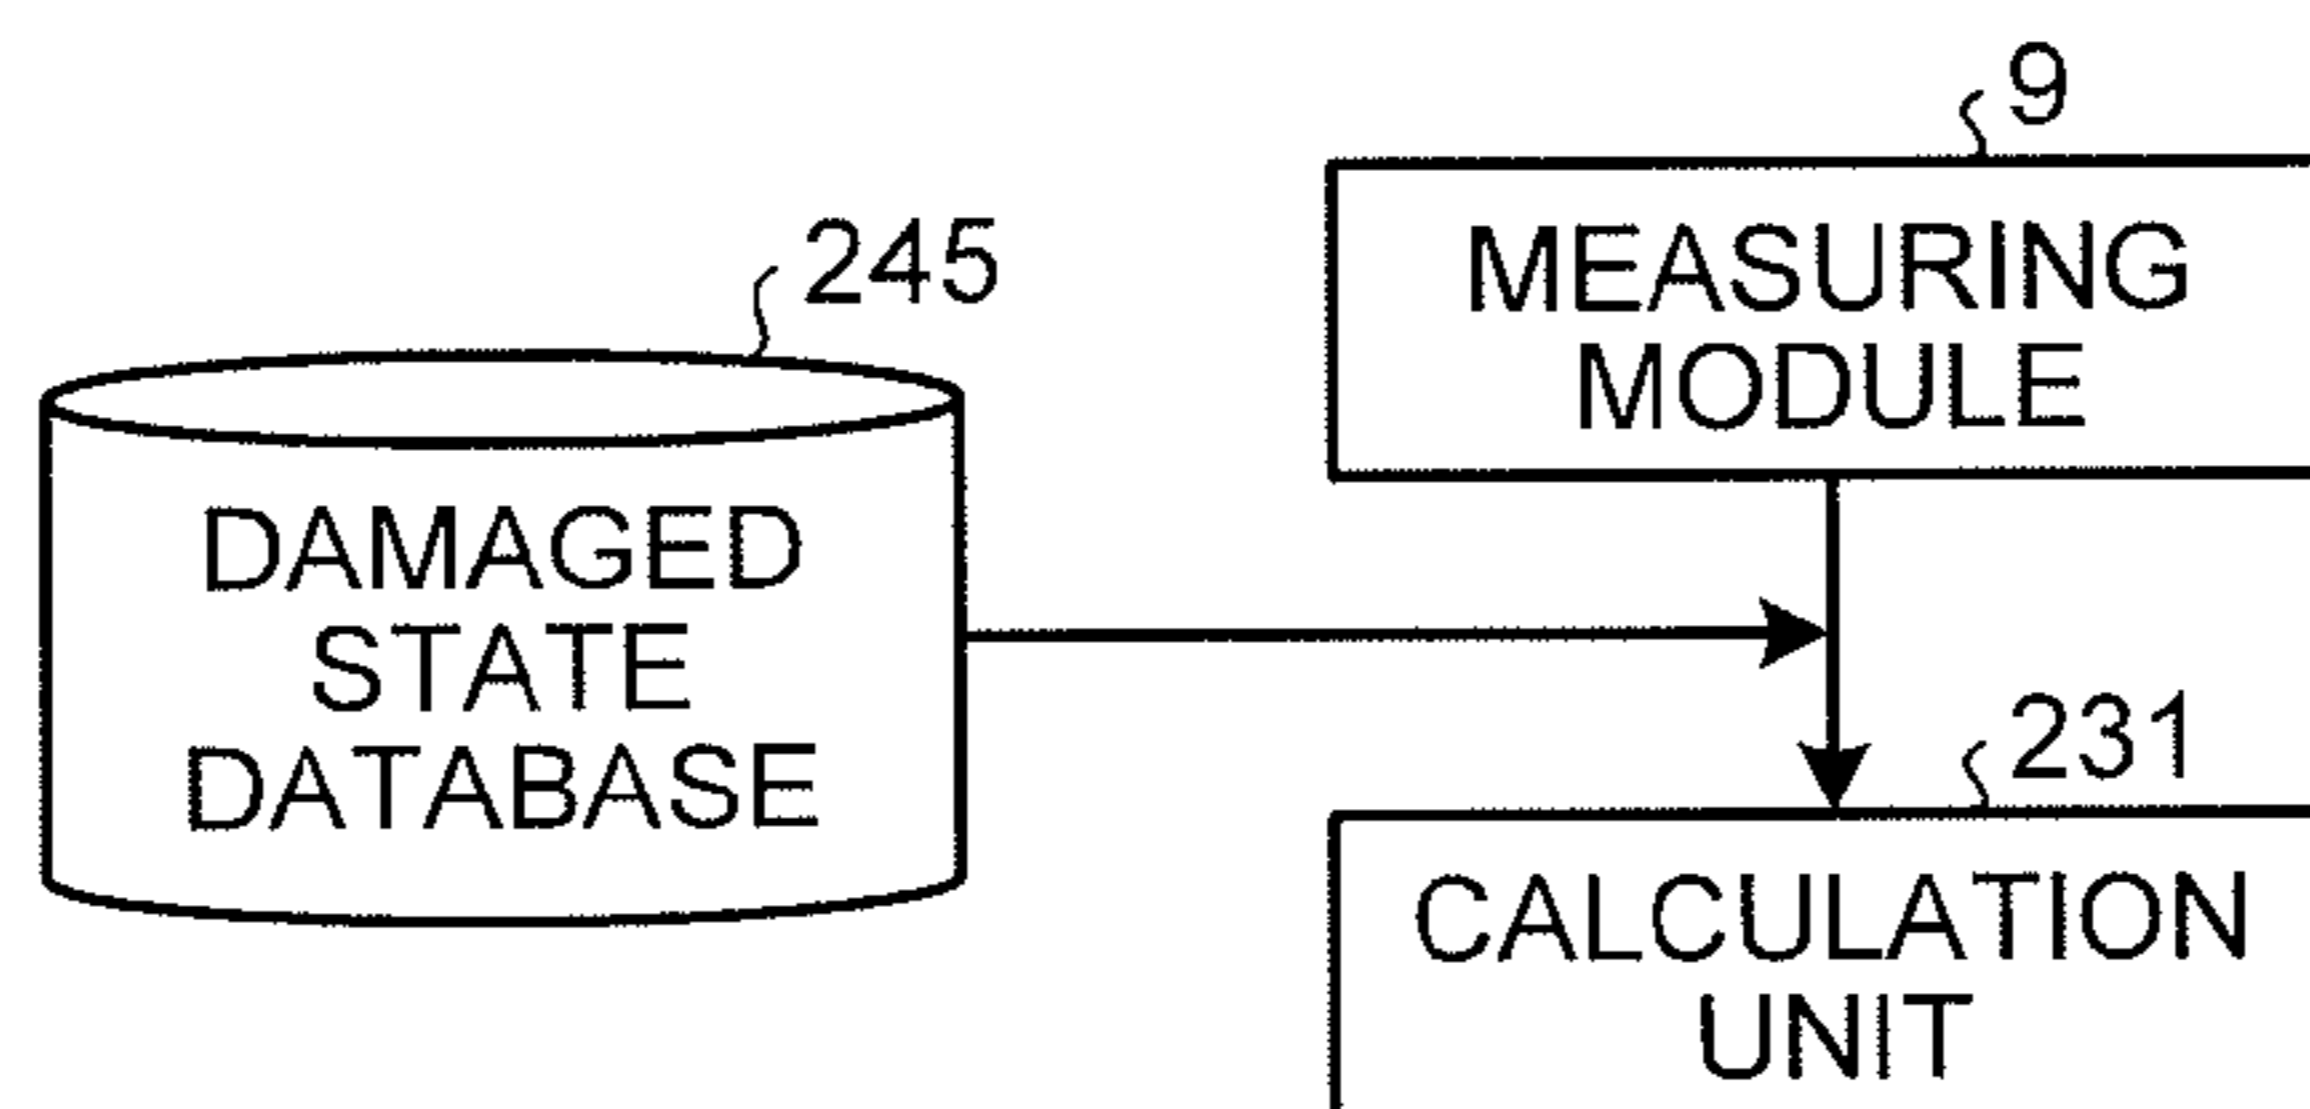 9
MEASURING
MODULE
245
DAMAGED
STATE
DATABASE
231
CALCULATION
UNIT